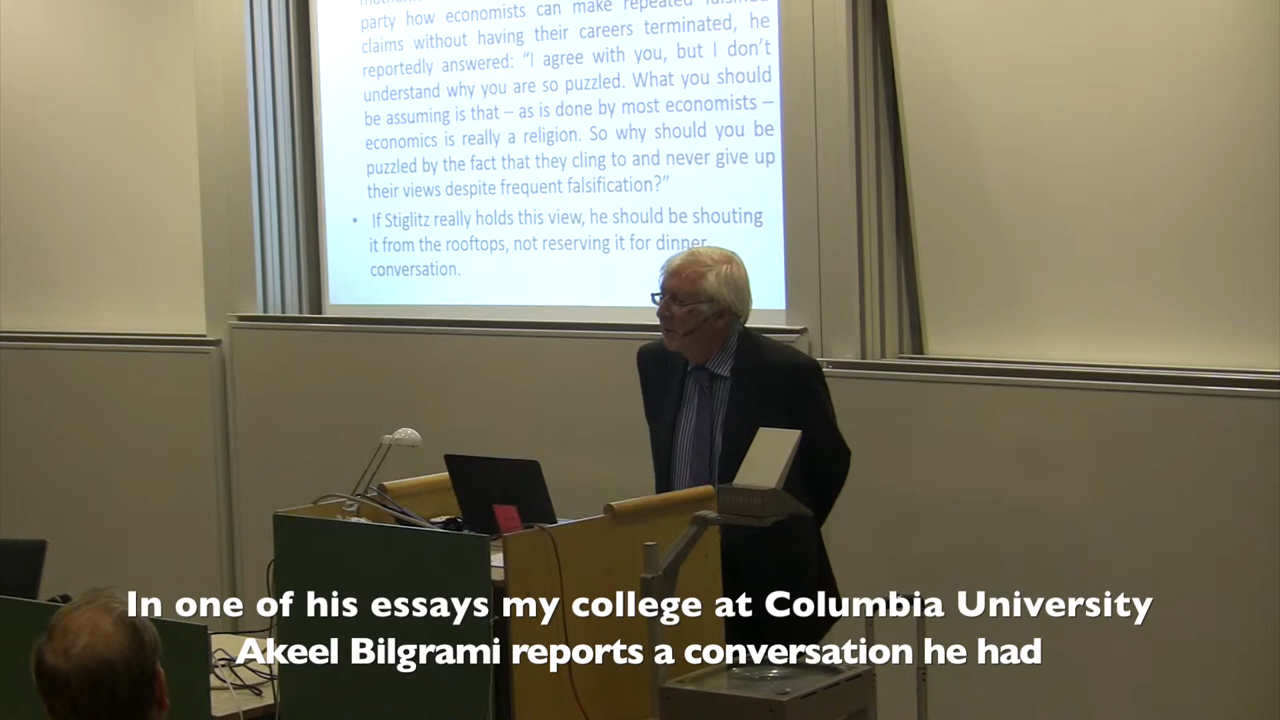 party how economists can make repeated falsified
claims without having their careers terminated, he
reportedly answered: “I agree with you, but I don’t
understand why you are so puzzled. What you should
be assuming is that – as is done by most economists –
economics is really a religion. So why should you be
puzzled by the fact that they cling to and never give up
their views despite frequent falsification?”
• If Stiglitz really holds this view, he should be shouting
it from the rooftops, not reserving it for dinner
conversation.
In one of his essays my college at Columbia University
Akeel Bilgrami reports a conversation he had